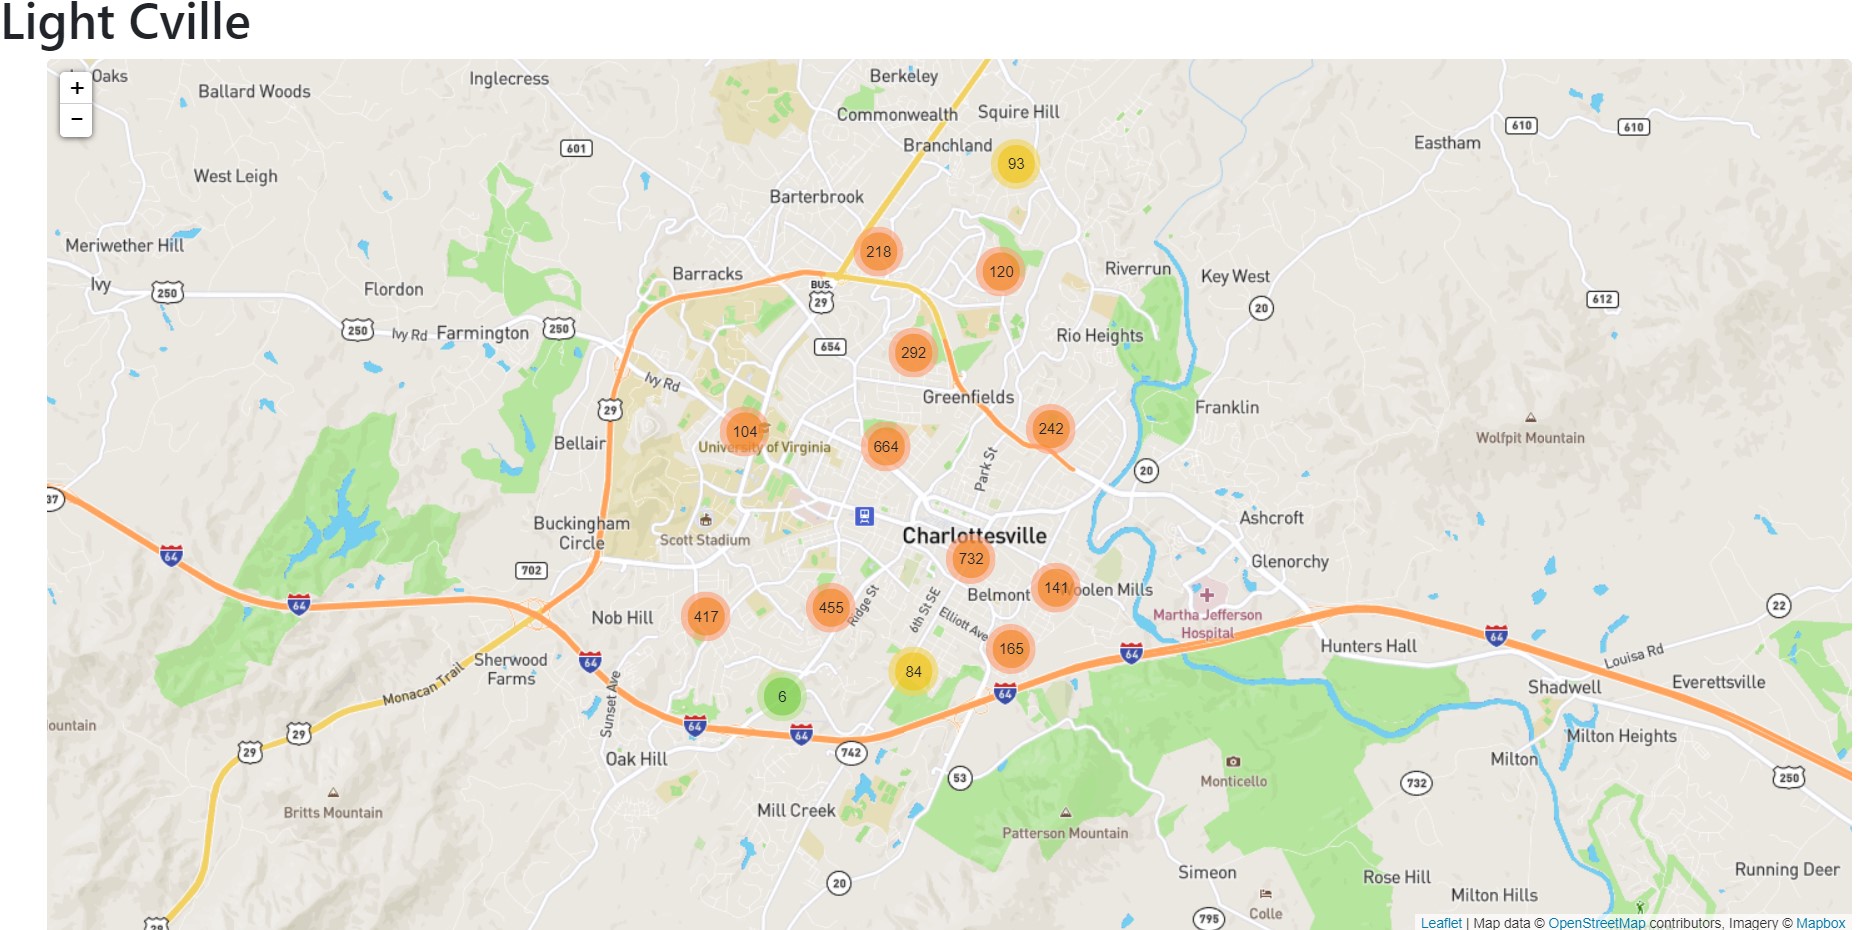 Light Cville
+
−
Oaks
Ballard Woods
Inglecress
Berkeley
Commonwealth
Squire Hill
Branchland
601
93
610
610
Eastham
West Leigh
Barterbrook
Meriwether Hill
218
120
Barracks
Riverrun
Key West
Ivy
250
Flordon
BUS.
29
20
612
250
Ivy Rd
Farmington
250
654
292
Rio Heights
Ivy Rd
Greenfields
29
Franklin
Bellair
104
University of Virginia
664
242
Wolfpit Mountain
Park St
20
37
Buckingham
Circle
Scott Stadium
Charlottesville
Ashcroft
64
702
732
Glenorchy
64
Nob Hill
417
455
Ridge St
6th St SE
Belmont
141
Woolen Mills
Elliott Ave
Martha Jefferson
Hospital
22
64
165
64
64
Hunters Hall
Louisa Rd
Sherwood
Farms
Monacan Trail
Sunset Ave
6
84
64
Shadwell
Everettsville
ountain
29
29
64
64
742
Oak Hill
53
Milton Heights
Milton
Monticello
732
250
Britts Mountain
Mill Creek
Patterson Mountain
20
Simeon
Rose Hill
Running Deer
Milton Hills
29
795
Colle
Leaflet | Map data © OpenStreetMap contributors, Imagery © Mapbox